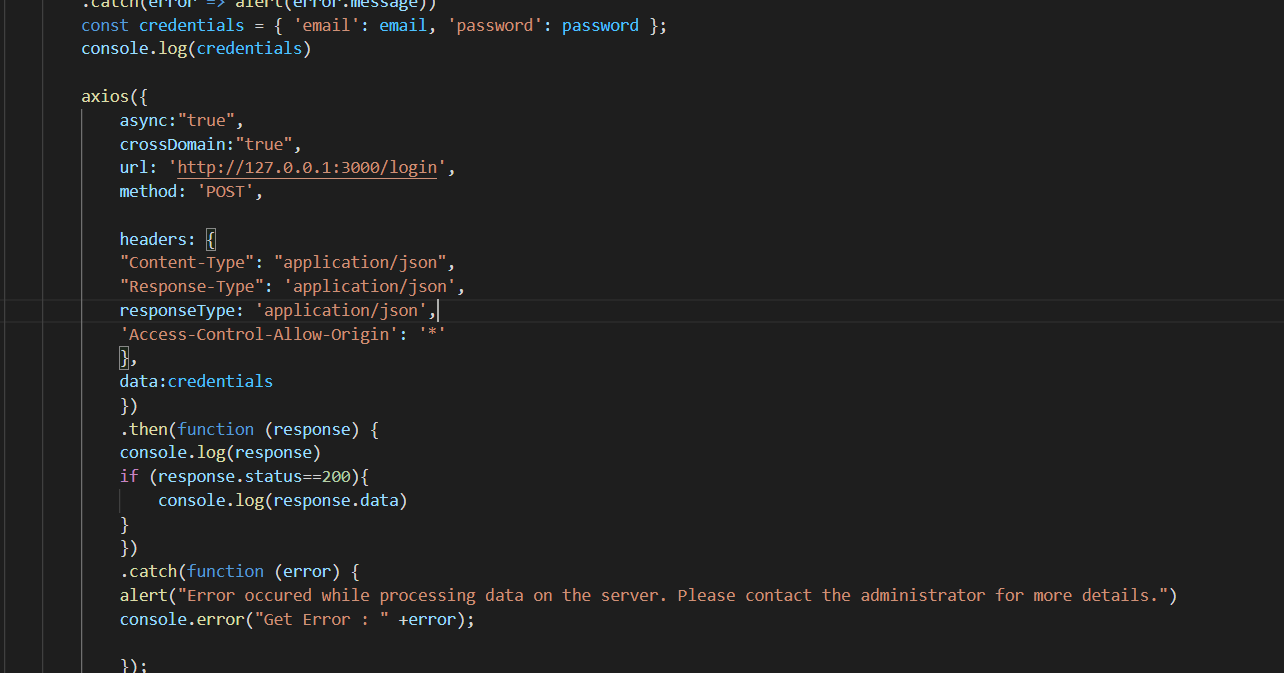 .catch(error => alert(error.message))
const credentials = { 'email': email, 'password': password };
console.log(credentials)
axios({
async:"true",
crossDomain:"true",
url: 'http://127.0.0.1:3000/login',
method: 'POST',
headers: {
"Content-Type": "application/json",
"Response-Type": 'application/json',
responseType: 'application/json',
'Access-Control-Allow-Origin': '*'
},
data:credentials
})
.then(function (response) {
console.log(response)
if (response.status==200){
console.log(response.data)
}
})
.catch(function (error) {
alert("Error occured while processing data on the server. Please contact the administrator for more details.")
console.error("Get Error : " +error);
});